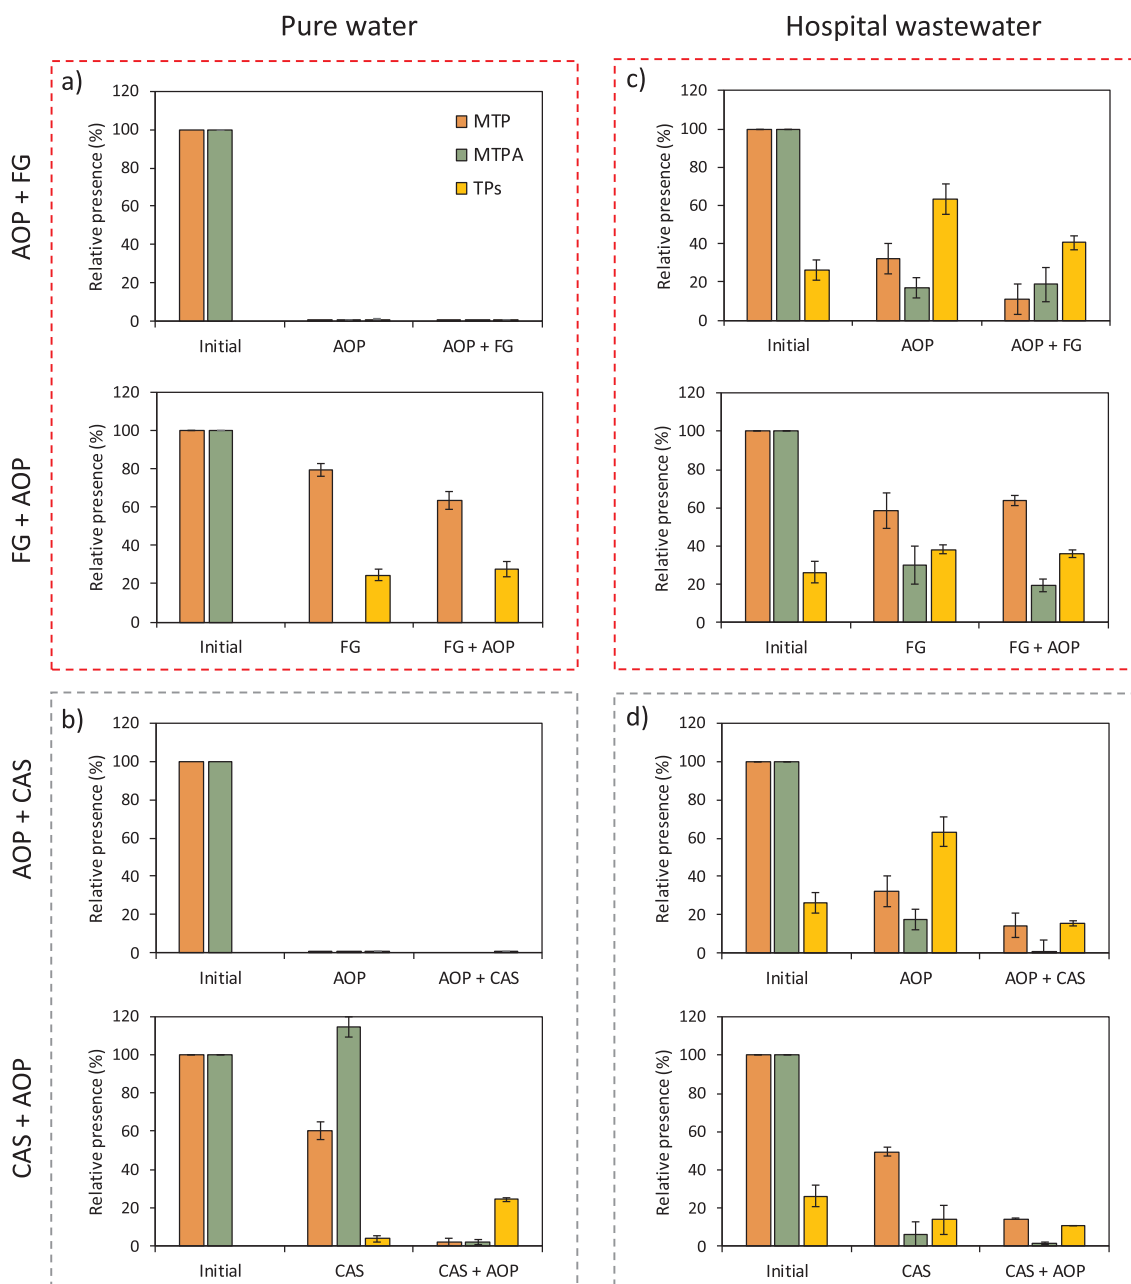 Pure water
Hospital wastewater
AOP + FG
a)
120
100
80
60
40
20
0
Relative presence (%)
MTP
MTPA
TPs
Initial
AOP
AOP + FG
c)
120
100
80
60
40
20
0
Relative presence (%)
Initial
AOP
AOP + FG
FG + AOP
120
100
80
60
40
20
0
Relative presence (%)
Initial
FG
FG + AOP
120
100
80
60
40
20
0
Relative presence (%)
Initial
FG
FG + AOP
AOP + CAS
b)
120
100
80
60
40
20
0
Relative presence (%)
Initial
AOP
AOP + CAS
d)
120
100
80
60
40
20
0
Relative presence (%)
Initial
AOP
AOP + CAS
CAS + AOP
120
100
80
60
40
20
0
Relative presence (%)
Initial
CAS
CAS + AOP
120
100
80
60
40
20
0
Relative presence (%)
Initial
CAS
CAS + AOP